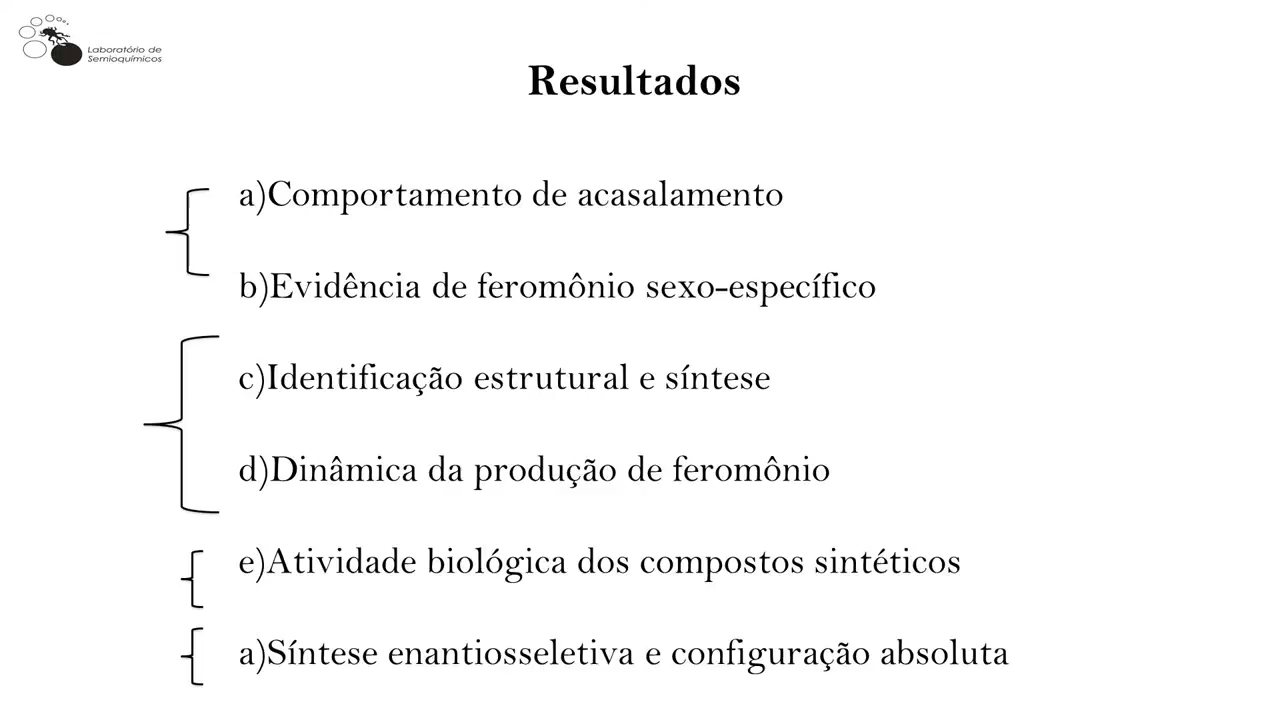 Laboratório de
Semioquímicos
Resultados
a)Comportamento de acasalamento
b)Evidência de feromônio sexo-específico
c)Identificação estrutural e síntese
d)Dinâmica da produção de feromônio
e)Atividade biológica dos compostos sintéticos
a)Síntese enantiosseletiva e configuração absoluta